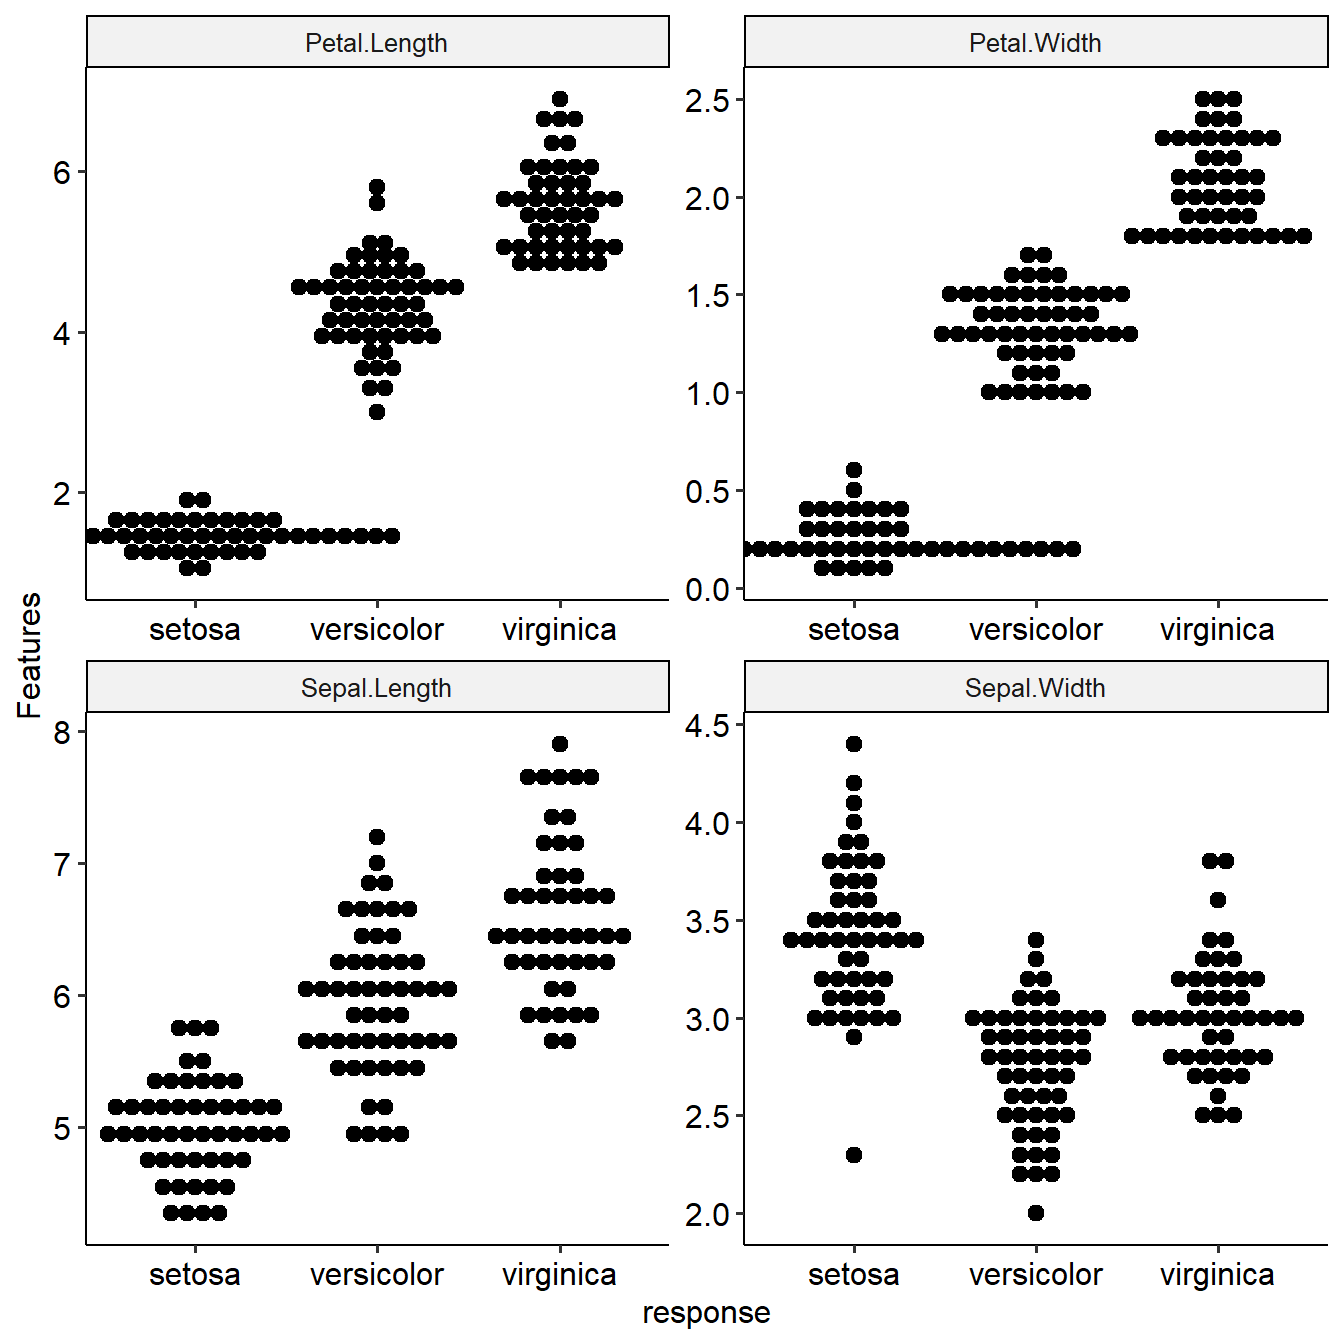 Petal.Length
Petal.Width
6
4
2
2.5
2.0
1.5
1.0
0.5
0.0
setosa versicolor virginica
setosa versicolor virginica
Features
Sepal.Length
Sepal.Width
8
7
6
5
4.5
4.0
3.5
3.0
2.5
2.0
setosa versicolor virginica
setosa versicolor virginica
response